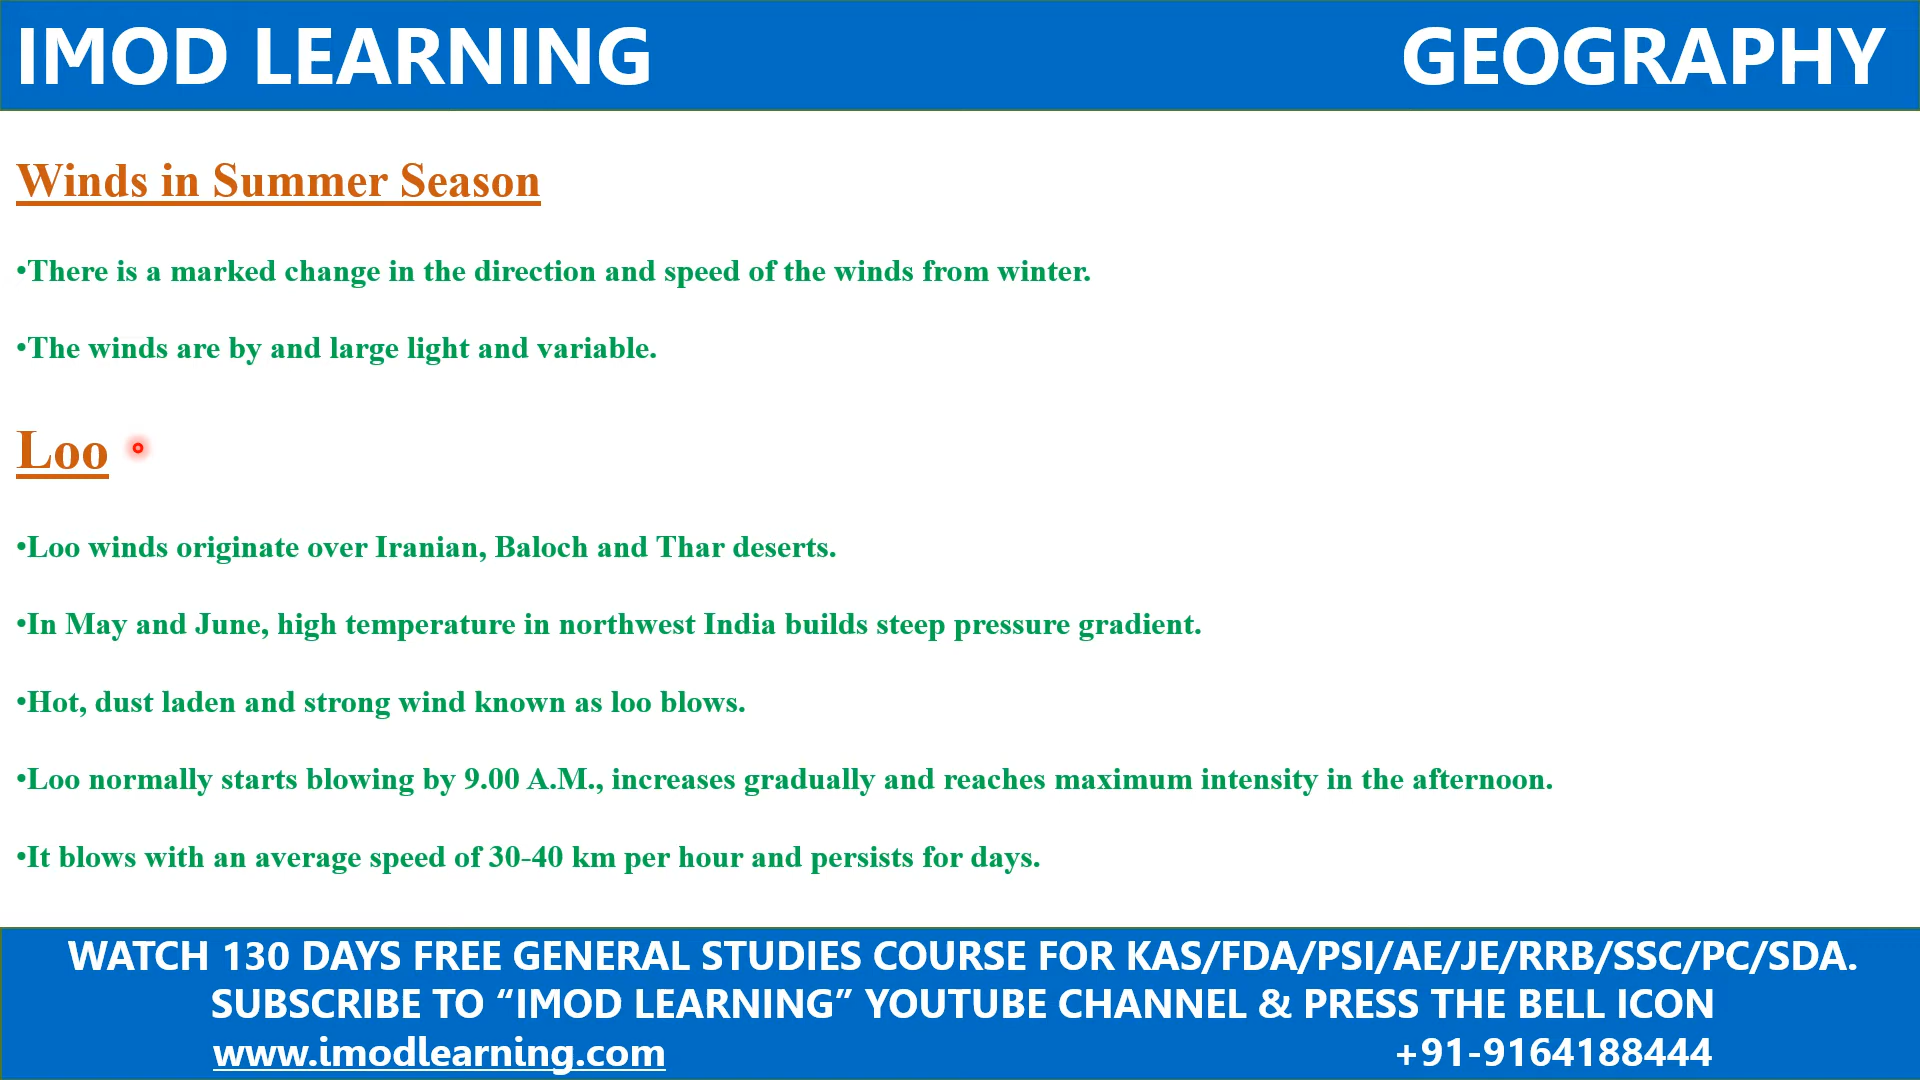 IMOD LEARNING GEOGRAPHY
Winds in Summer Season
•There is a marked change in the direction and speed of the winds from winter.
•The winds are by and large light and variable.
Loo
•Loo winds originate over Iranian, Baloch and Thar deserts.
•In May and June, high temperature in northwest India builds steep pressure gradient.
•Hot, dust laden and strong wind known as loo blows.
•Loo normally starts blowing by 9.00 A.M., increases gradually and reaches maximum intensity in the afternoon.
•It blows with an average speed of 30-40 km per hour and persists for days.
WATCH 130 DAYS FREE GENERAL STUDIES COURSE FOR KAS/FDA/PSI/AE/JE/RRB/SSC/PC/SDA.
SUBSCRIBE TO “IMOD LEARNING” YOUTUBE CHANNEL & PRESS THE BELL ICON
www.imodlearning.com +91-9164188444